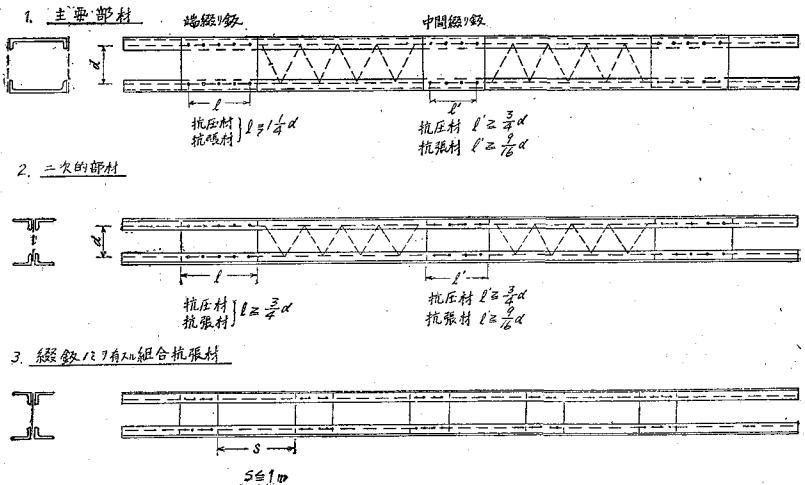 1. 主要部材
端綴リ鈑
中間綴リ鈑
d
l
l'
抗圧材
抗張材 } l ≧ 1 1/4 d
抗圧材 l' ≧ 3/4 d
抗張材 l' ≧ 9/16 d
2. 二次的部材
d
l
l'
抗圧材
抗張材 } l ≧ 3/4 d
抗圧材 l' ≧ 3/4 d
抗張材 l' ≧ 9/16 d
3. 綴鈑ノミヲ有スル組合抗張材
S
S≦1m